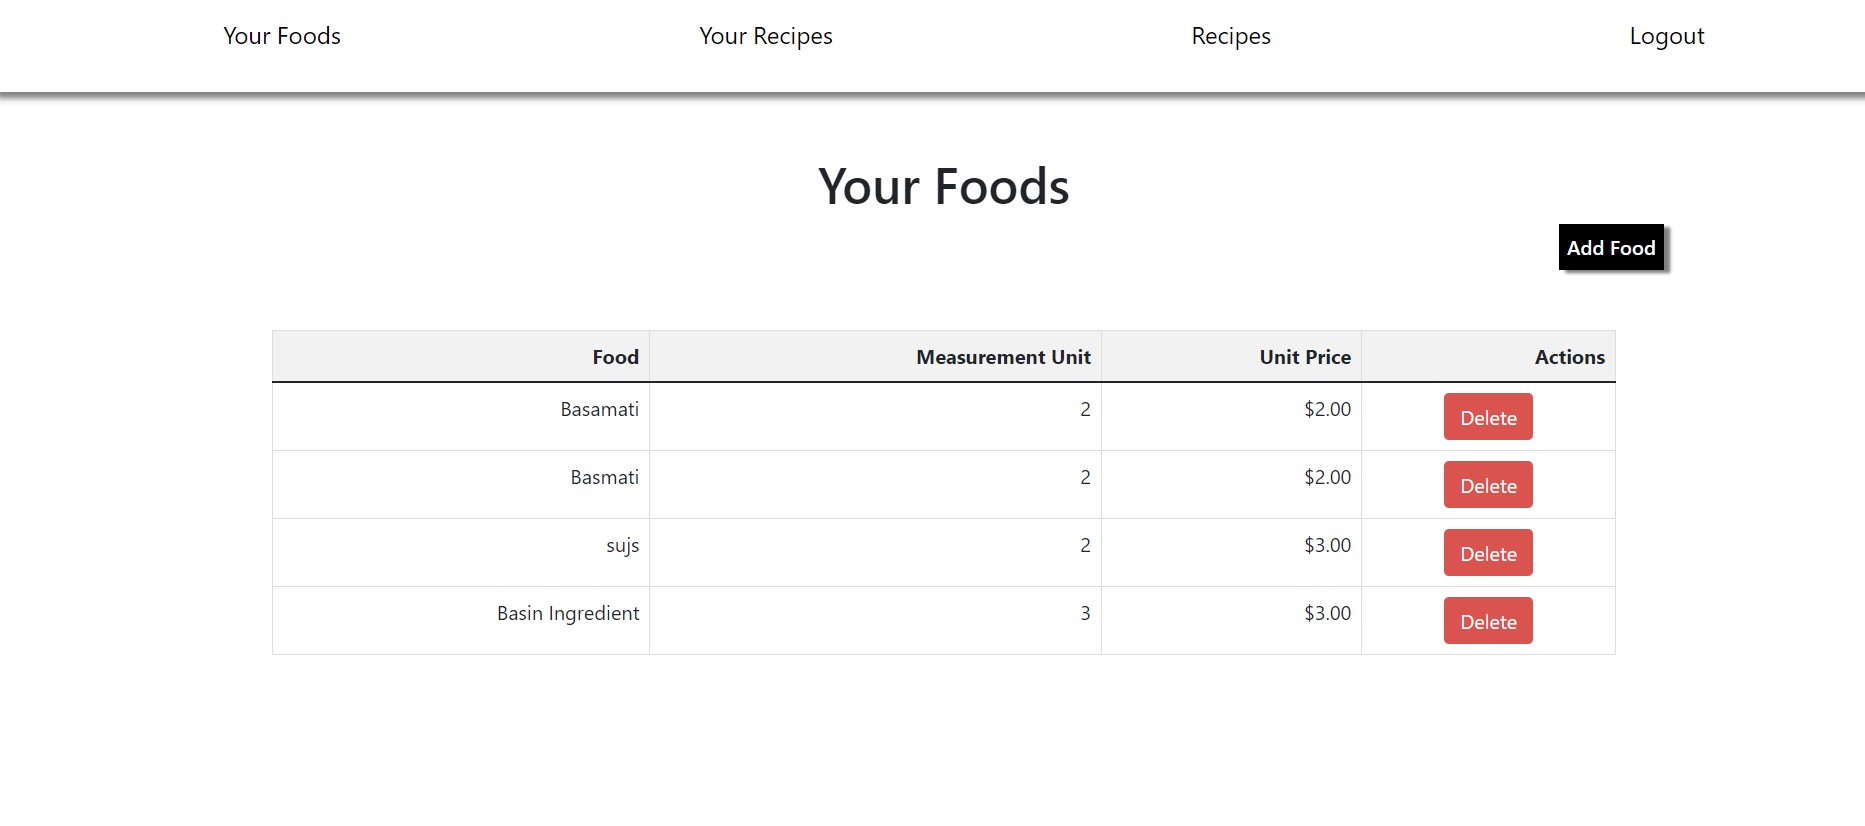 Your Foods Your Recipes Recipes Logout
Your Foods
Add Food
Food Measurement Unit Unit Price Actions
Basamati 2 $2.00 Delete
Basmati 2 $2.00 Delete
sujs 2 $3.00 Delete
Basin Ingredient 3 $3.00 Delete